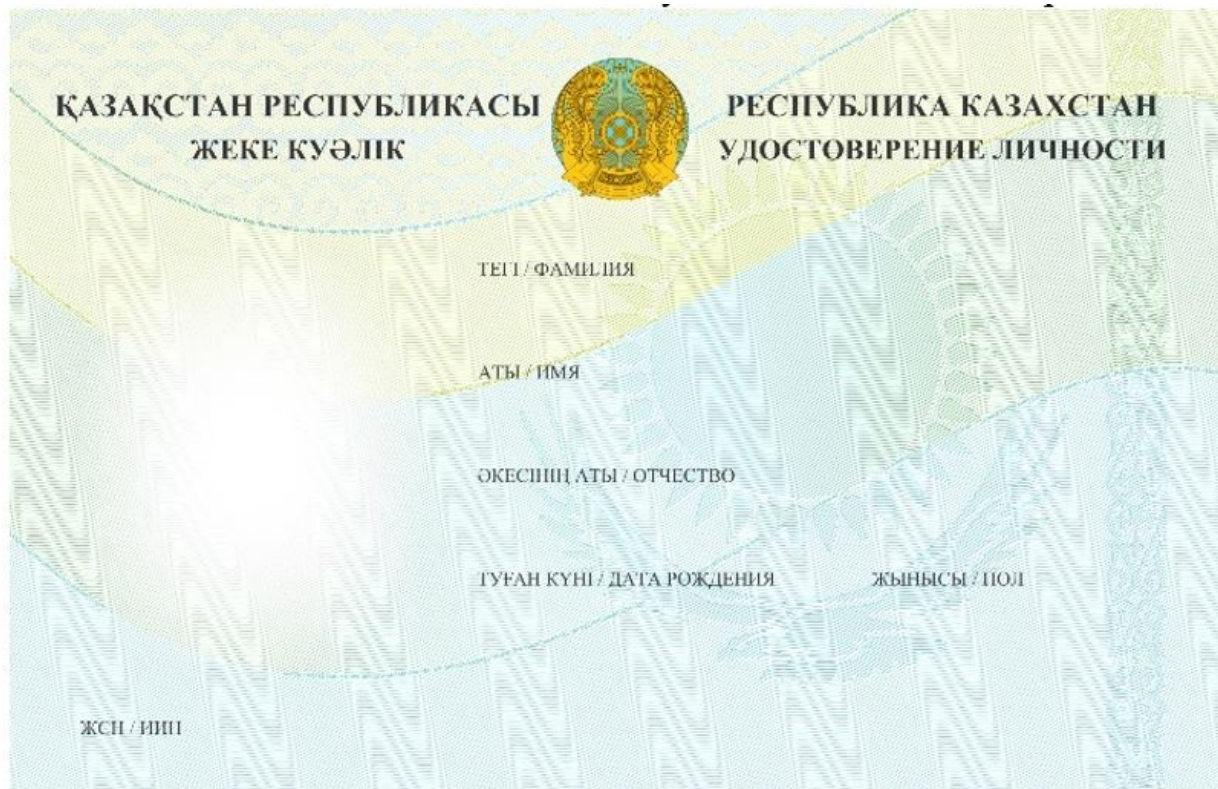 ҚАЗАҚСТАН РЕСПУБЛИКАСЫ
ЖЕКЕ КУӘЛІК
РЕСПУБЛИКА КАЗАХСТАН
УДОСТОВЕРЕНИЕ ЛИЧНОСТИ
ТЕГІ / ФАМИЛИЯ
АТЫ / ИМЯ
ӘКЕСІНІҢ АТЫ / ОТЧЕСТВО
ТУҒАН КҮНІ / ДАТА РОЖДЕНИЯ
ЖЫНЫСЫ / ПОЛ
ЖСН / ИИН